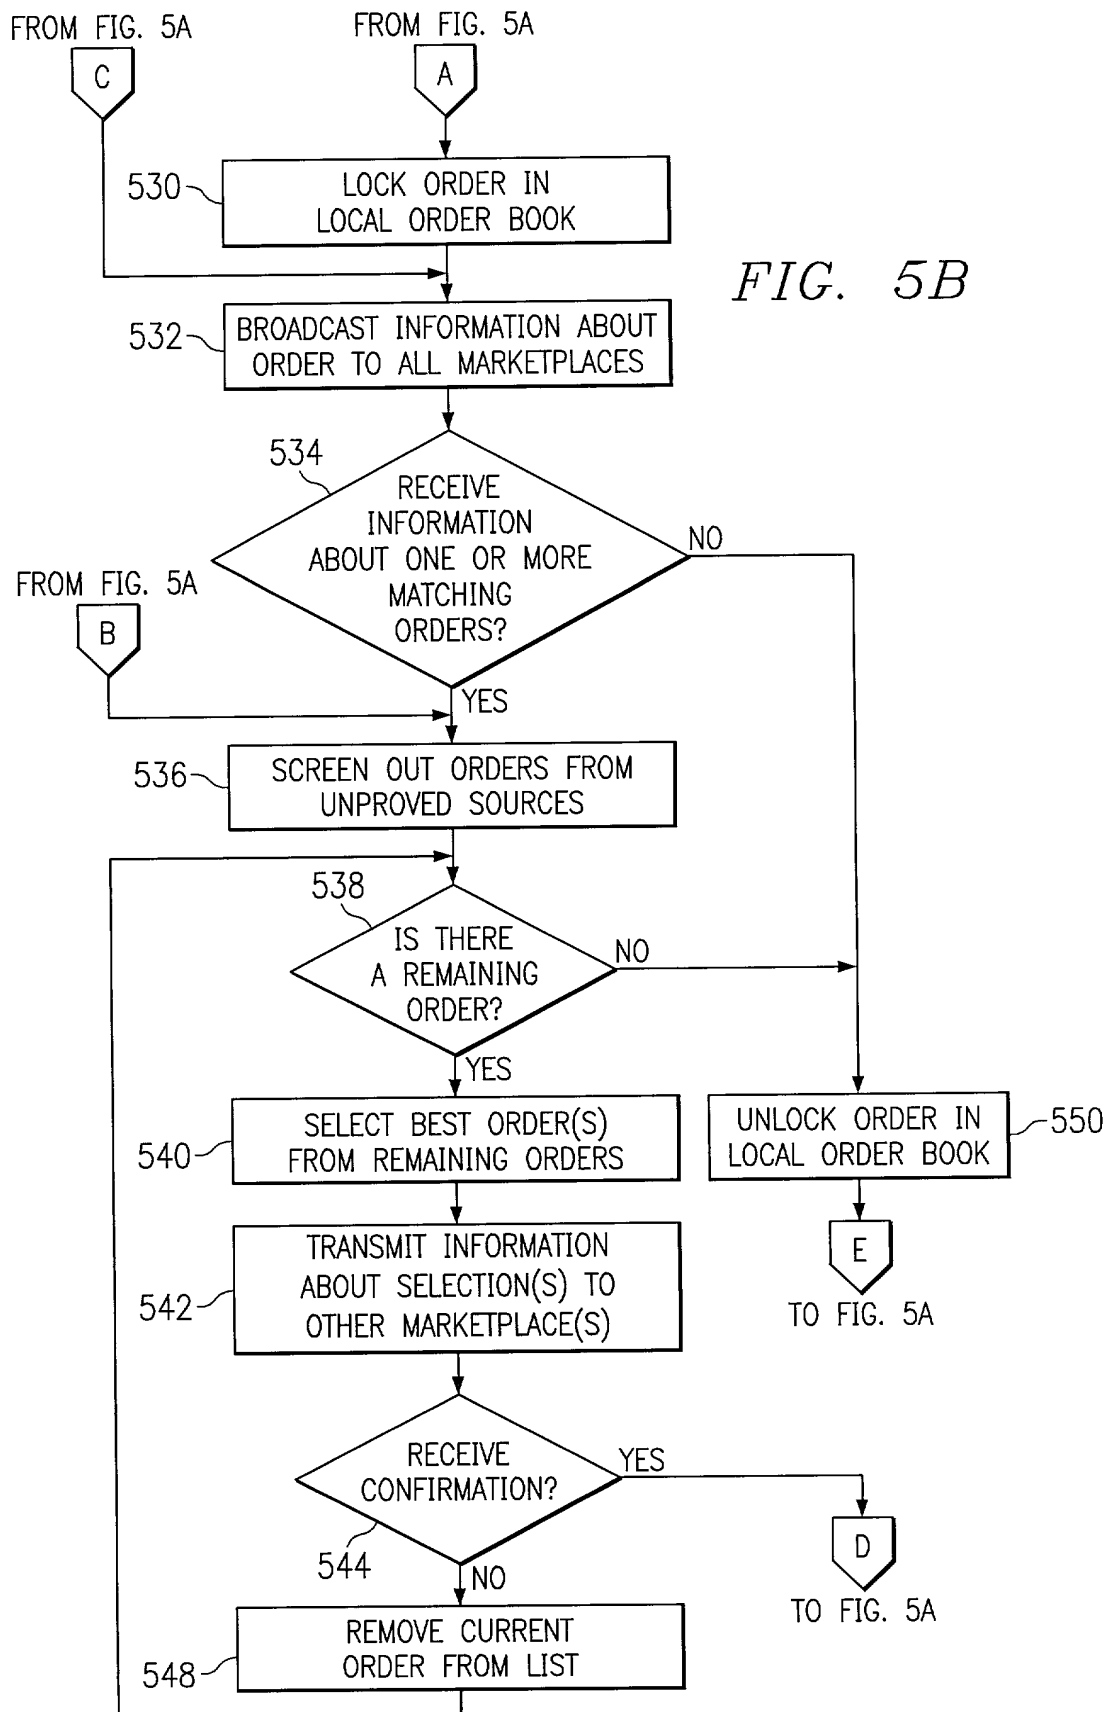 FROM FIG. 5A
C
FROM FIG. 5A
A
530
LOCK ORDER IN
LOCAL ORDER BOOK
FIG. 5B
532
BROADCAST INFORMATION ABOUT
ORDER TO ALL MARKETPLACES
534
RECEIVE
INFORMATION
ABOUT ONE OR MORE
MATCHING
ORDERS?
NO
FROM FIG. 5A
B
YES
536
SCREEN OUT ORDERS FROM
UNPROVED SOURCES
538
IS THERE
A REMAINING
ORDER?
NO
YES
540
SELECT BEST ORDER(S)
FROM REMAINING ORDERS
UNLOCK ORDER IN
LOCAL ORDER BOOK
550
E
TO FIG. 5A
542
TRANSMIT INFORMATION
ABOUT SELECTION(S) TO
OTHER MARKETPLACE(S)
RECEIVE
CONFIRMATION?
YES
544
D
TO FIG. 5A
NO
548
REMOVE CURRENT
ORDER FROM LIST